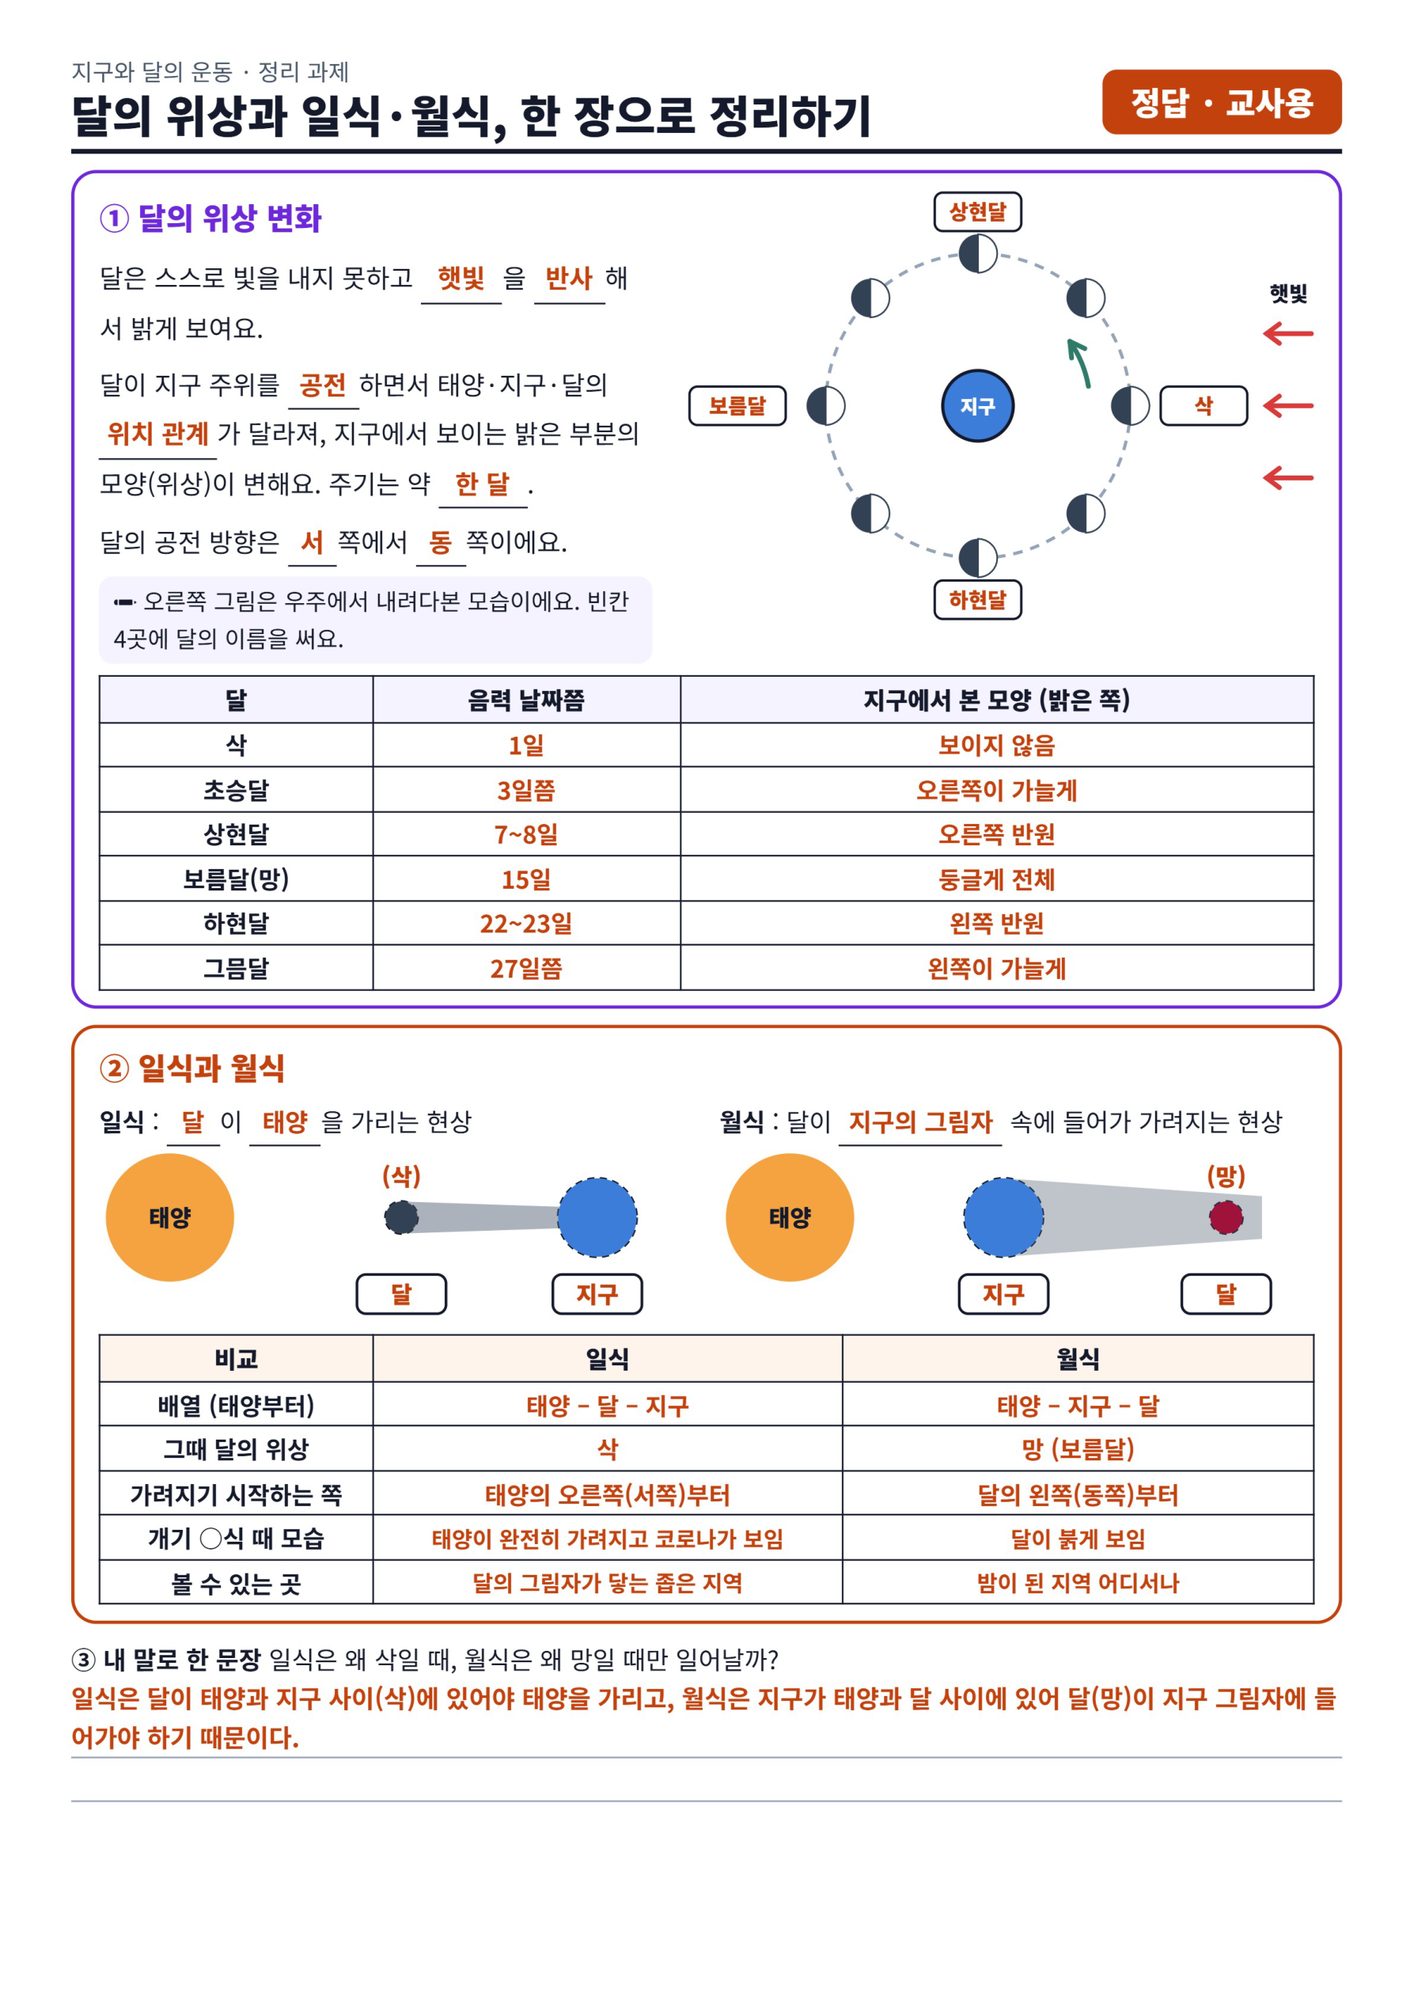 지구와 달의 운동 · 정리 과제
달의 위상과 일식·월식, 한 장으로 정리하기
정답 · 교사용
① 달의 위상 변화
달은 스스로 빛을 내지 못하고 햇빛 을 반사 해
서 밝게 보여요.
달이 지구 주위를 공전 하면서 태양·지구·달의
위치 관계 가 달라져, 지구에서 보이는 밝은 부분의
모양(위상)이 변해요. 주기는 약 한 달 .
달의 공전 방향은 서 쪽에서 동 쪽이에요.
오른쪽 그림은 우주에서 내려다본 모습이에요. 빈칸
4곳에 달의 이름을 써요.
상현달
햇빛
보름달
지구
삭
하현달
달 음력 날짜쯤 지구에서 본 모양 (밝은 쪽)
삭 1일 보이지 않음
초승달 3일쯤 오른쪽이 가늘게
상현달 7~8일 오른쪽 반원
보름달(망) 15일 둥글게 전체
하현달 22~23일 왼쪽 반원
그믐달 27일쯤 왼쪽이 가늘게
② 일식과 월식
일식 : 달 이 태양 을 가리는 현상
월식 : 달이 지구의 그림자 속에 들어가 가려지는 현상
태양
(삭)
달
지구
태양
(망)
지구
달
비교 일식 월식
배열 (태양부터) 태양 – 달 – 지구 태양 – 지구 – 달
그때 달의 위상 삭 망 (보름달)
가려지기 시작하는 쪽 태양의 오른쪽(서쪽)부터 달의 왼쪽(동쪽)부터
개기 ◯식 때 모습 태양이 완전히 가려지고 코로나가 보임 달이 붉게 보임
볼 수 있는 곳 달의 그림자가 닿는 좁은 지역 밤이 된 지역 어디서나
③ 내 말로 한 문장 일식은 왜 삭일 때, 월식은 왜 망일 때만 일어날까?
일식은 달이 태양과 지구 사이(삭)에 있어야 태양을 가리고, 월식은 지구가 태양과 달 사이에 있어 달(망)이 지구 그림자에 들
어가야 하기 때문이다.